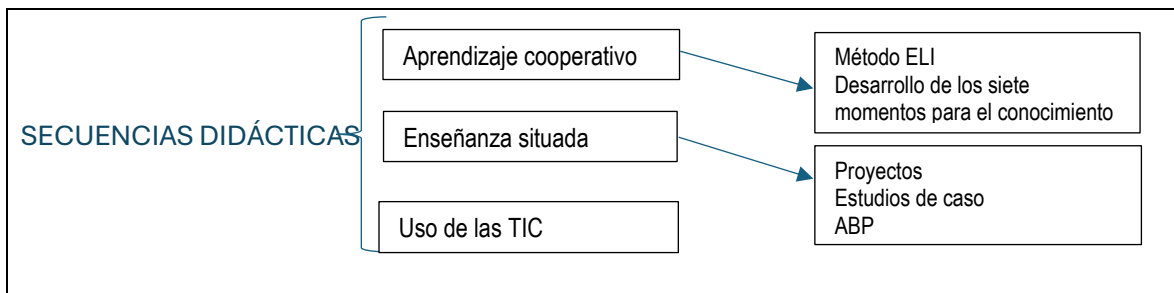 SECUENCIAS DIDÁCTICAS
Aprendizaje cooperativo
Enseñanza situada
Uso de las TIC
Método ELI
Desarrollo de los siete
momentos para el conocimiento
Proyectos
Estudios de caso
ABP